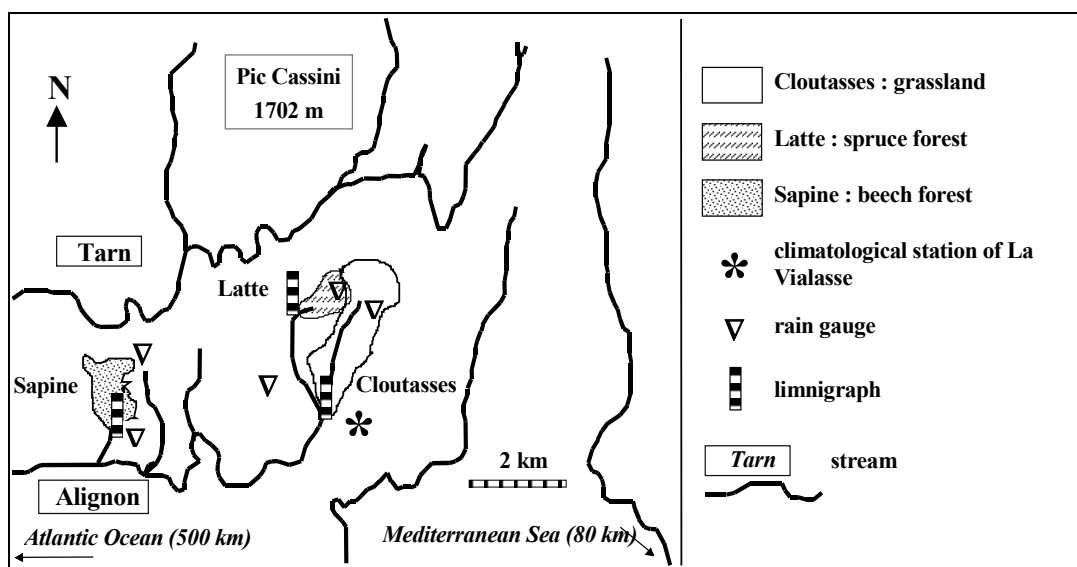 Pic Cassini
1702 m
N
Tarn
Latte
Sapine
Cloutasses
2 km
Alignon
Atlantic Ocean (500 km)
Mediterranean Sea (80 km)
Cloutasses : grassland
Latte : spruce forest
Sapine : beech forest
climatological station of La
Vialasse
rain gauge
limnigraph
Tarn
stream